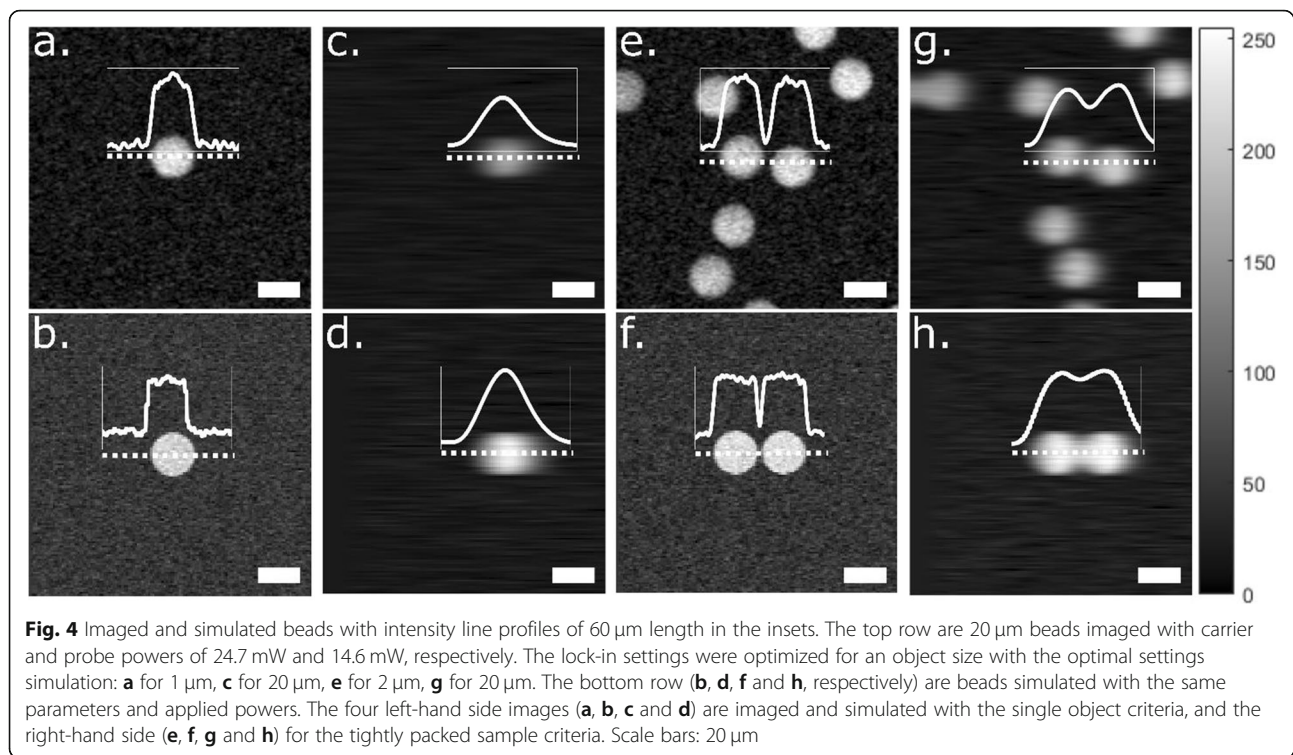 a.
c.
e.
g.
b.
d.
f.
h.
250
200
150
100
50
0
Fig. 4 Imaged and simulated beads with intensity line profiles of 60 μm length in the insets. The top row are 20 μm beads imaged with carrier
and probe powers of 24.7 mW and 14.6 mW, respectively. The lock-in settings were optimized for an object size with the optimal settings
simulation: a for 1 μm, c for 20 μm, e for 2 μm, g for 20 μm. The bottom row (b, d, f and h, respectively) are beads simulated with the same
parameters and applied powers. The four left-hand side images (a, b, c and d) are imaged and simulated with the single object criteria, and the
right-hand side (e, f, g and h) for the tightly packed sample criteria. Scale bars: 20 μm